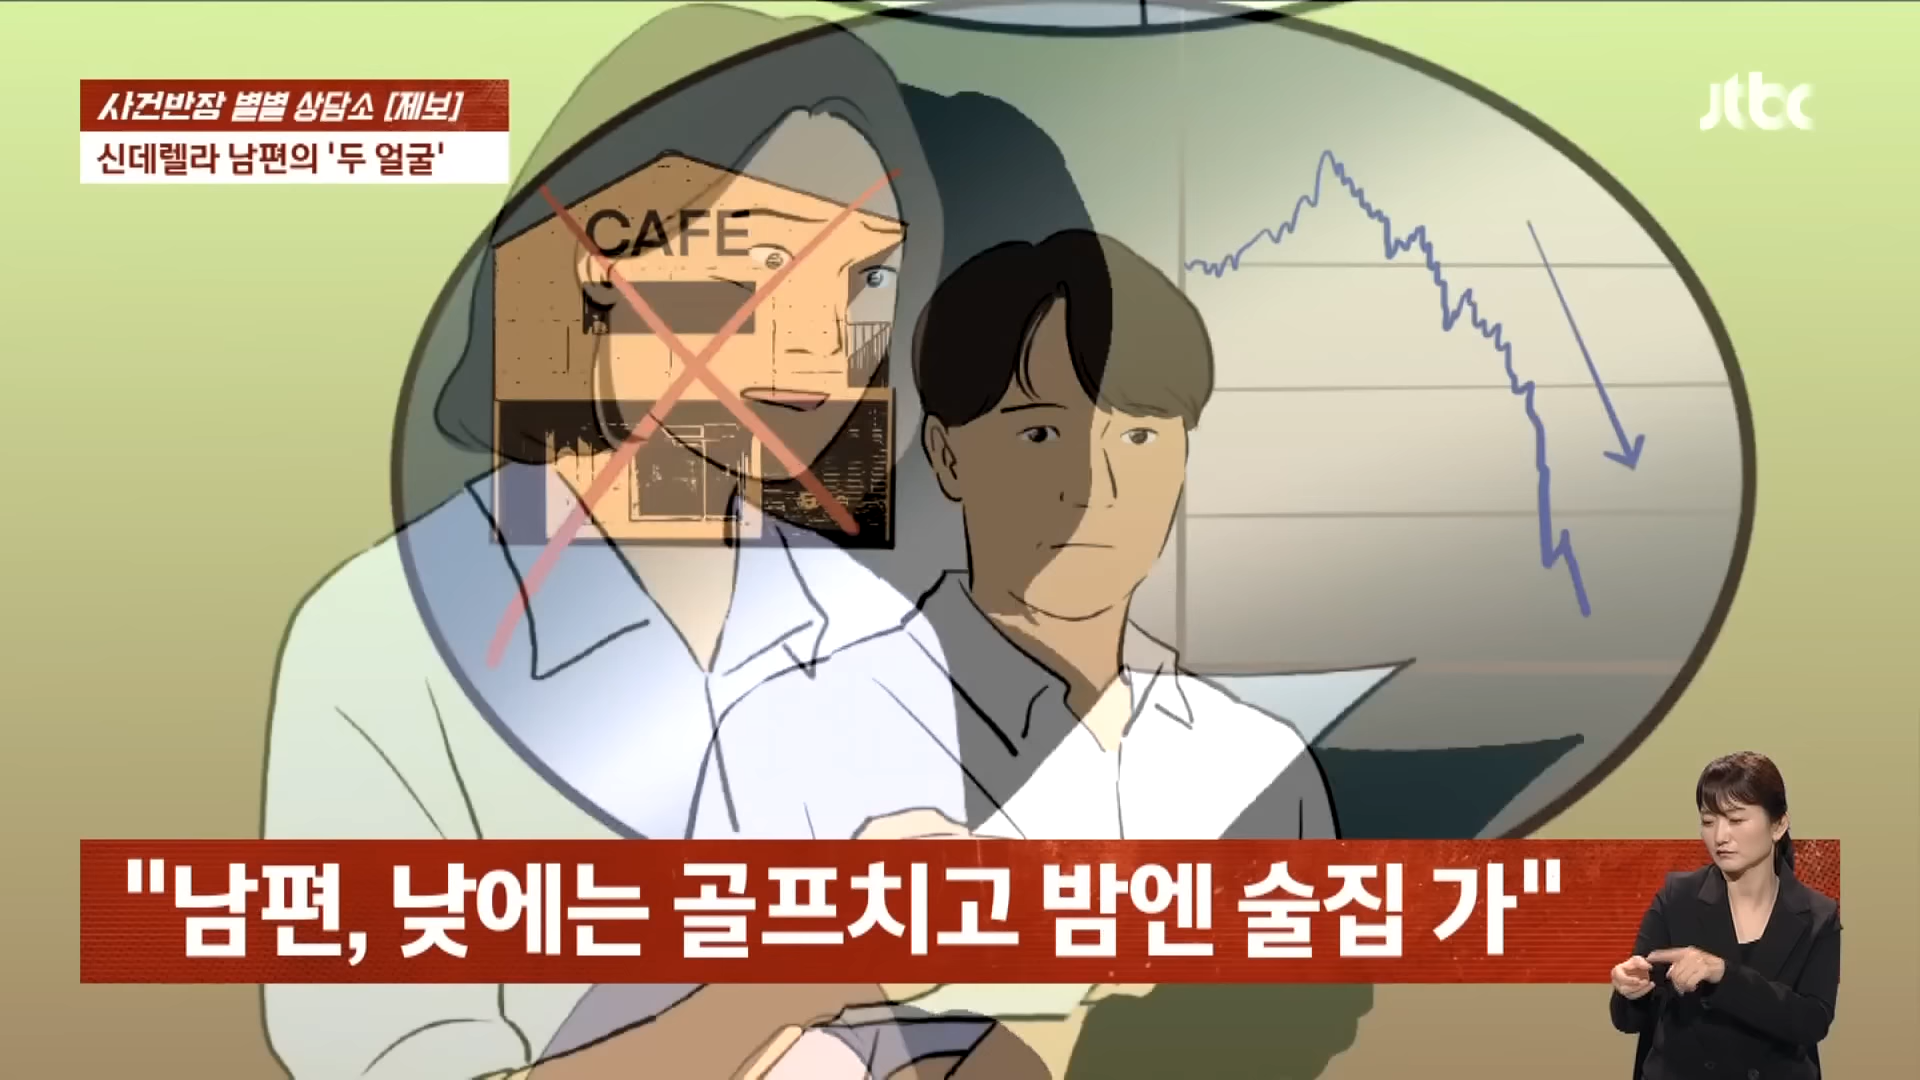 사건반장 별별 상담소 [제보]
신데렐라 남편의 '두 얼굴'
jtbc
CAFE
"남편, 낮에는 골프치고 밤엔 술집 가"